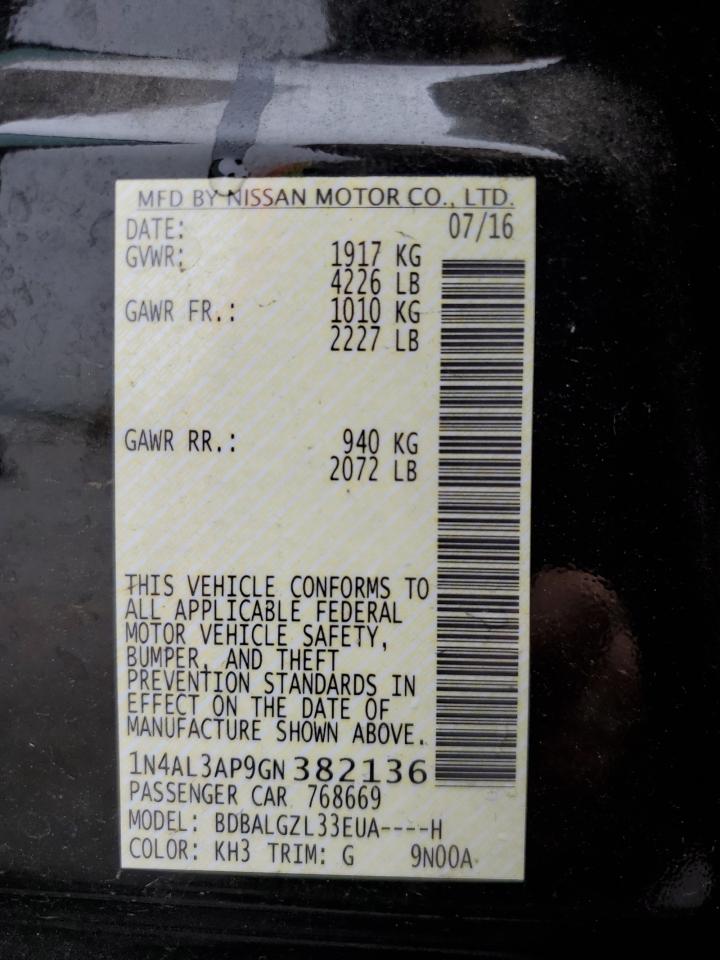 MFD BY NISSAN MOTOR CO., LTD.
DATE: 07/16
GVWR: 1917 KG
4226 LB
GAWR FR.: 1010 KG
2227 LB
GAWR RR.: 940 KG
2072 LB
THIS VEHICLE CONFORMS TO
ALL APPLICABLE FEDERAL
MOTOR VEHICLE SAFETY,
BUMPER, AND THEFT
PREVENTION STANDARDS IN
EFFECT ON THE DATE OF
MANUFACTURE SHOWN ABOVE.
1N4AL3AP9GN382136
PASSENGER CAR 768669
MODEL: BDBALGZL33EUA----H
COLOR: KH3 TRIM: G 9N00A